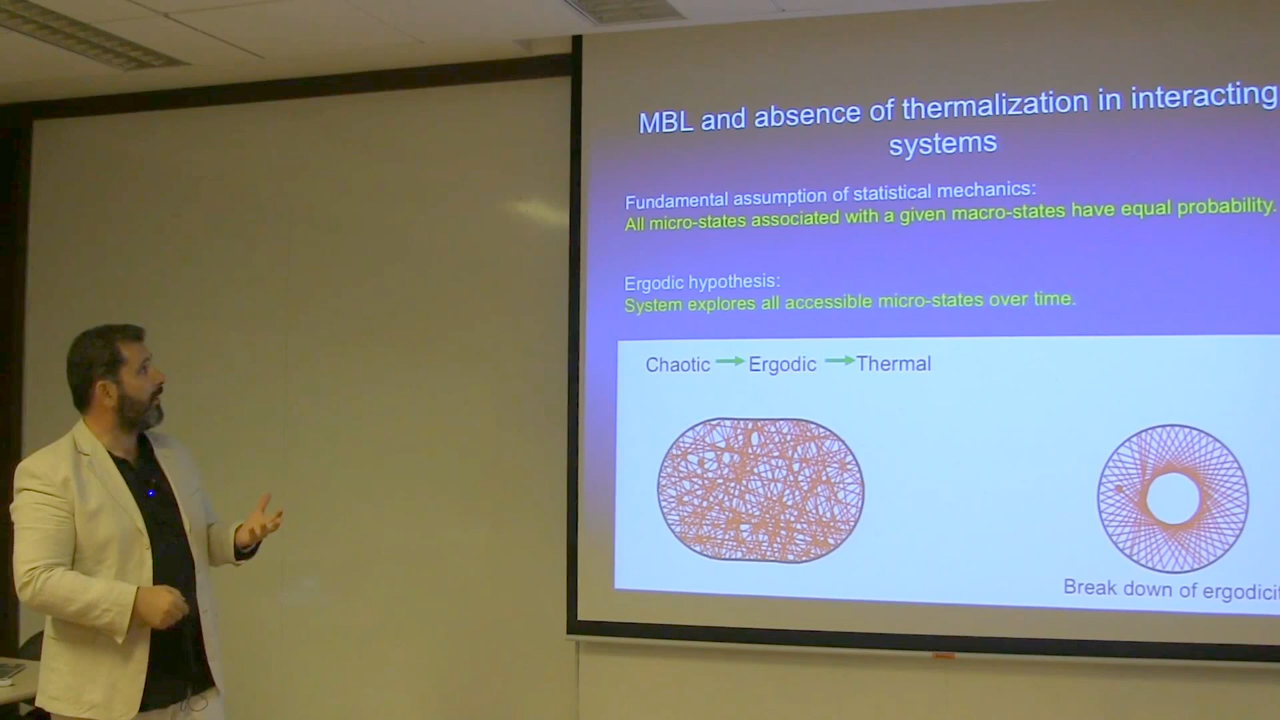 MBL and absence of thermalization in interacting
systems
Fundamental assumption of statistical mechanics:
All micro-states associated with a given macro-states have equal probability.
Ergodic hypothesis:
System explores all accessible micro-states over time.
Chaotic Ergodic Thermal
Break down of